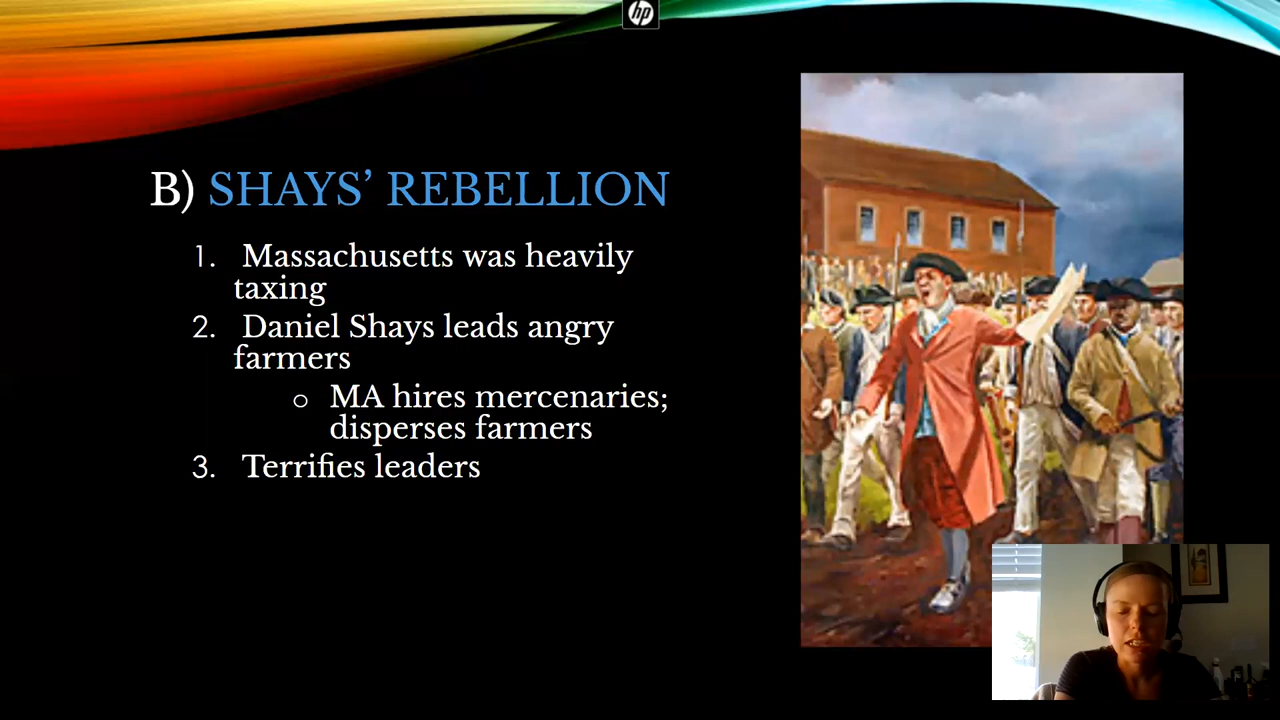 hp
B) SHAYS’ REBELLION
1. Massachusetts was heavily
taxing
2. Daniel Shays leads angry
farmers
o MA hires mercenaries;
disperses farmers
3. Terrifies leaders